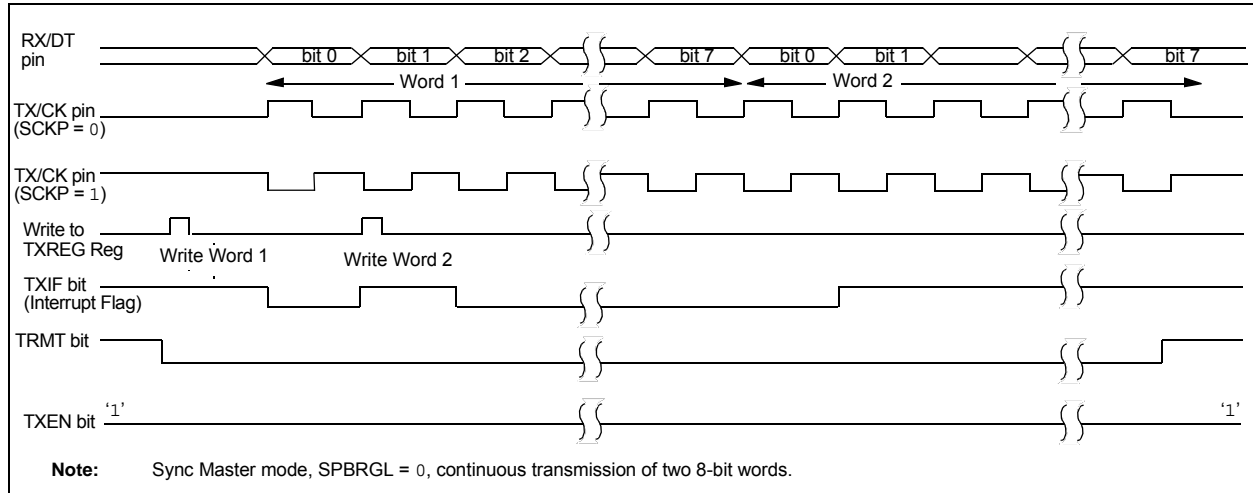 RX/DT
pin
bit 0 bit 1 bit 2 bit 7 bit 0 bit 1 bit 7
Word 1 Word 2
TX/CK pin
(SCKP = 0)
TX/CK pin
(SCKP = 1)
Write to
TXREG Reg
Write Word 1 Write Word 2
TXIF bit
(Interrupt Flag)
TRMT bit
TXEN bit ‘1’ ‘1’
Note: Sync Master mode, SPBRGL = 0, continuous transmission of two 8-bit words.